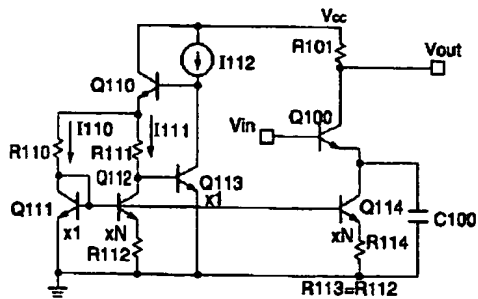 Vcc
R101
Vout
I112
Q110
Q100
Vin
I110
I111
R110
R111
Q112
Q113
x1
Q111
x1
xN
R112
Q114
xN
C100
R114
R113=R112